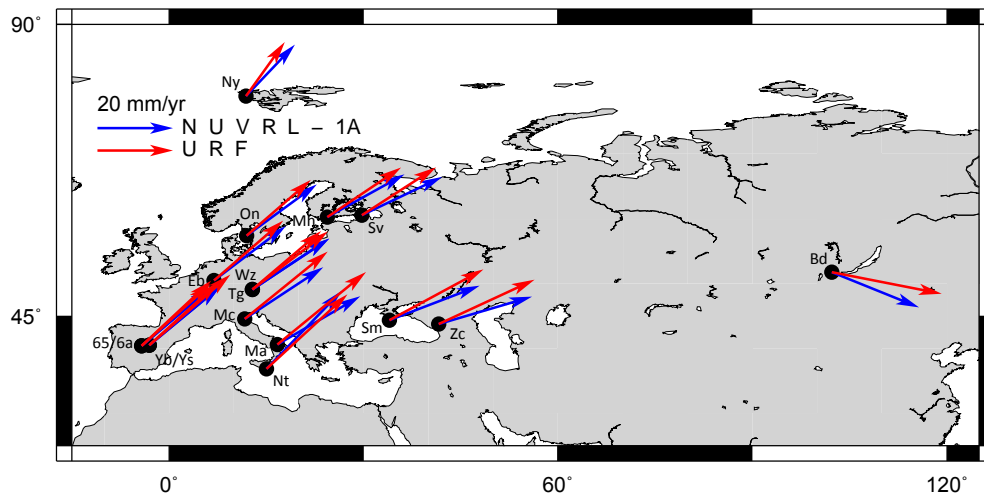 90°
Ny
20 mm/yr
N U V R L – 1A
U R F
On
Mh
Sv
Eb
Wz
Tg
Bd
45°
Mc
Sm
Zc
65/6a
Yb/Ys
Ma
Nt
0°
60°
120°